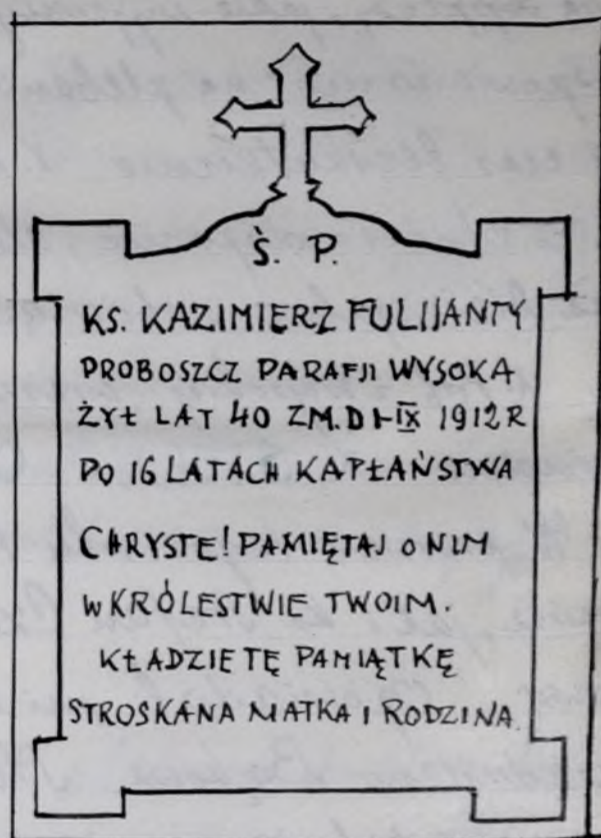 Ś. P.
KS. KAZIMIERZ FULIJANTY
PROBOSZCZ PARAFJI WYSOKA
ŻYŁ LAT 40 ZM. D 1-IX 1912 R
PO 16 LATACH KAPŁAŃSTWA
CHRYSTE! PAMIĘTAJ O NIM
W KRÓLESTWIE TWOIM.
KŁADZIE TĘ PAMIĄTKĘ
STROSKANA MATKA I RODZINA.